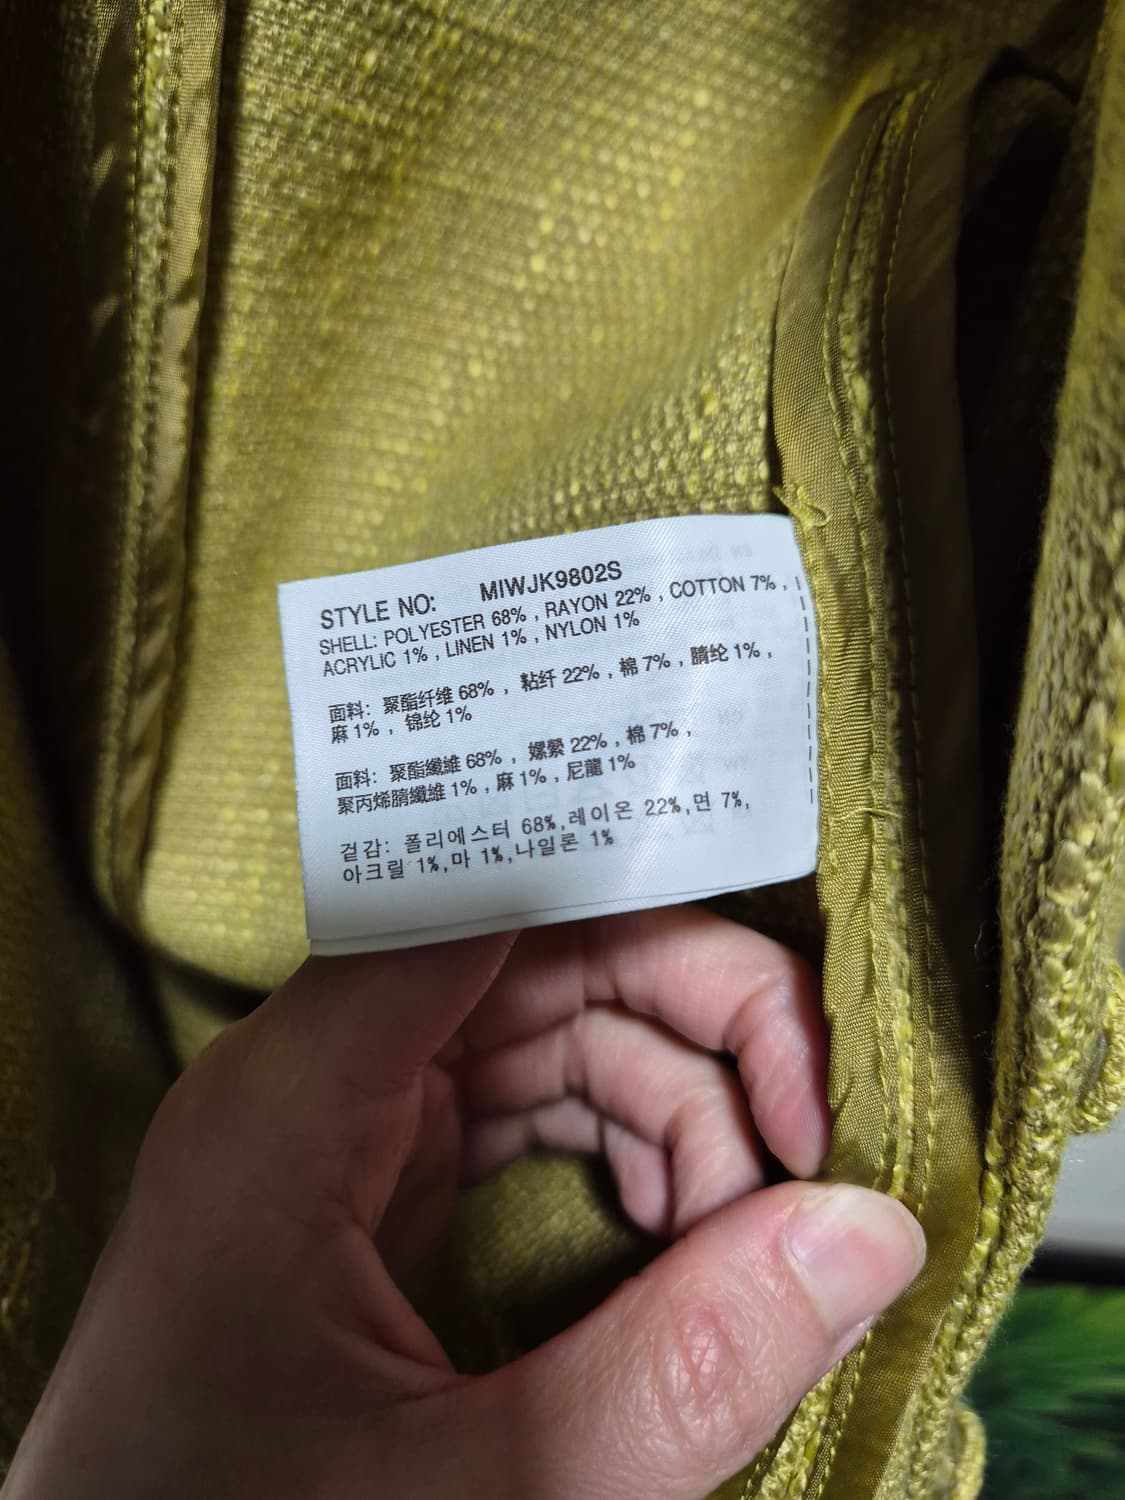 STYLE NO: MIWJK9802S
SHELL: POLYESTER 68% , RAYON 22% , COTTON 7% ,
ACRYLIC 1% , LINEN 1% , NYLON 1%
面料: 聚酯纤维 68% , 粘纤 22% , 棉 7% , 腈纶 1% ,
麻 1% , 锦纶 1%
面料: 聚酯纖維 68% , 嫘縈 22% , 棉 7% ,
聚丙烯腈纖維 1% , 麻 1% , 尼龍 1%
겉감: 폴리에스터 68%,레이온 22%,면 7%,
아크릴 1%,마 1%,나일론 1%